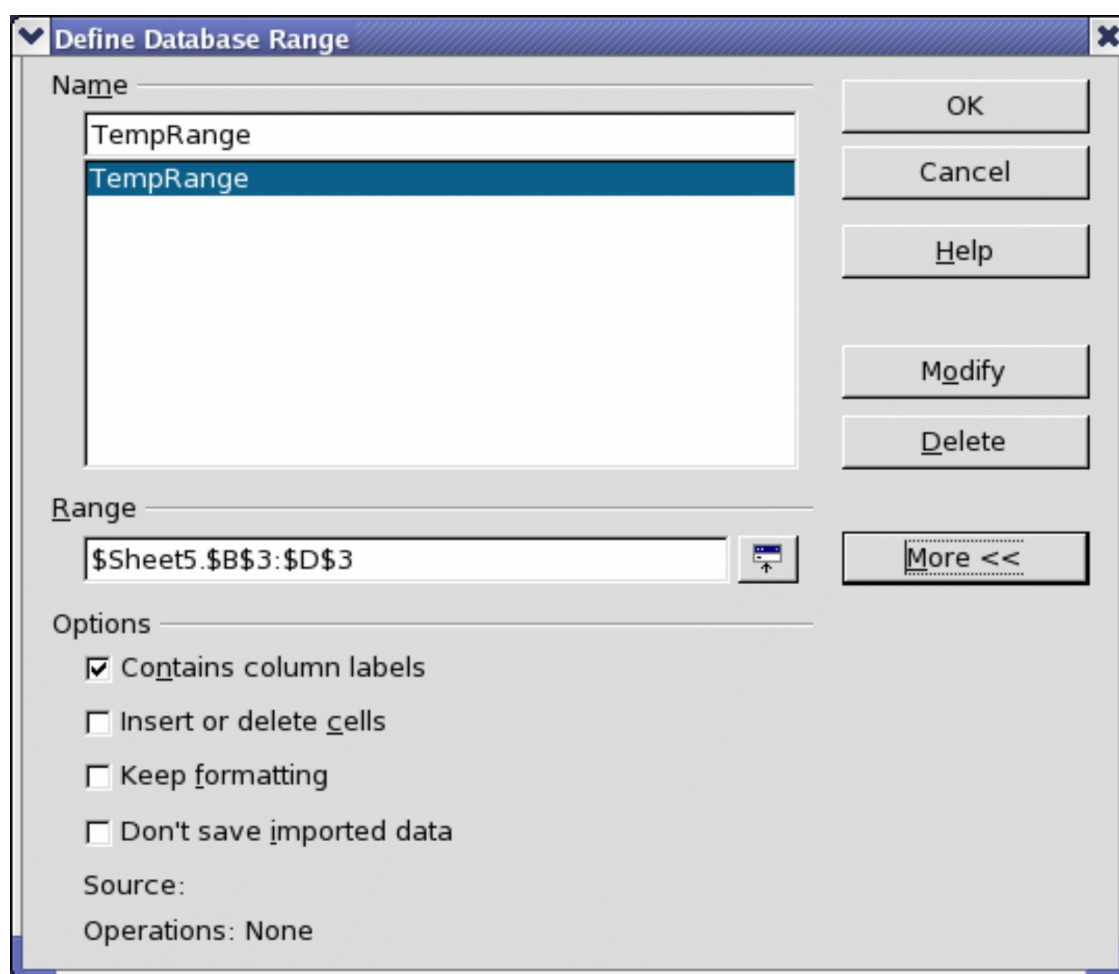 Define Database Range
Name
TempRange
TempRange
OK
Cancel
Help
Modify
Delete
Range
$Sheet5.$B$3:$D$3
More <<
Options
Contains column labels
Insert or delete cells
Keep formatting
Don't save imported data
Source:
Operations: None